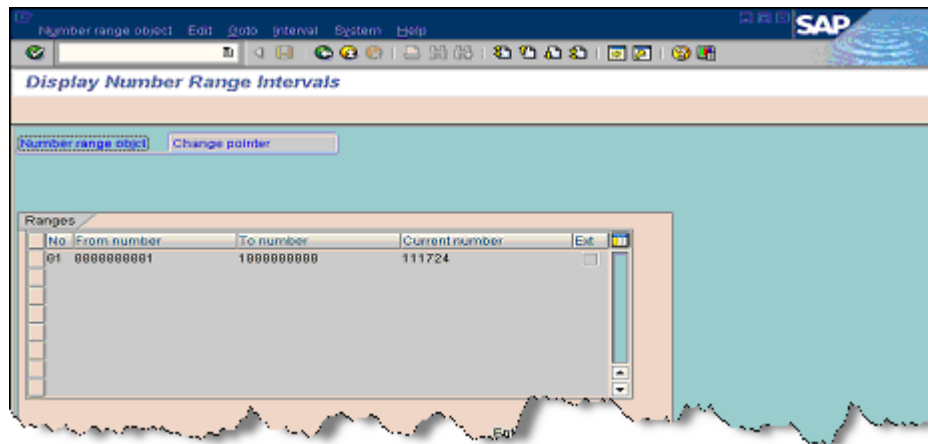 Number range object Edit Goto Interval System Help
SAP
Display Number Range Intervals
Number range objct Change pointer
Ranges
No From number To number Current number Ext
01 0000000001 1000000000 111724